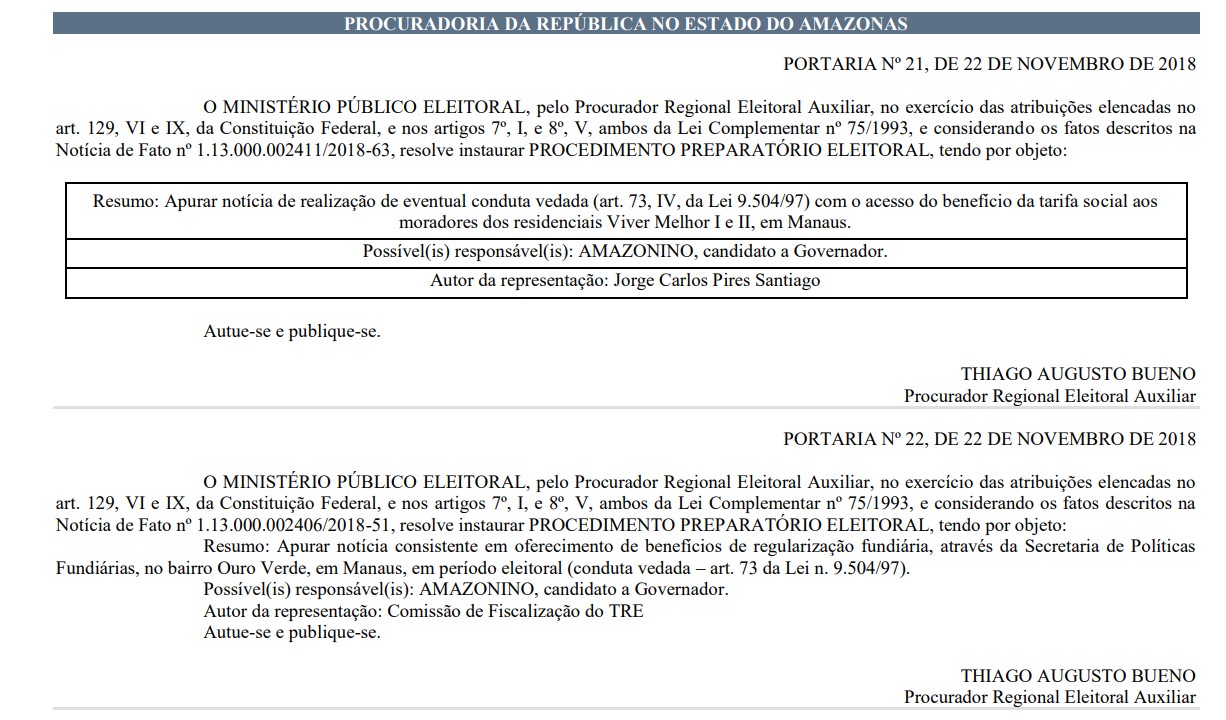 PROCURADORIA DA REPÚBLICA NO ESTADO DO AMAZONAS
PORTARIA Nº 21, DE 22 DE NOVEMBRO DE 2018
O MINISTÉRIO PÚBLICO ELEITORAL, pelo Procurador Regional Eleitoral Auxiliar, no exercício das atribuições elencadas no
art. 129, VI e IX, da Constituição Federal, e nos artigos 7º, I, e 8º, V, ambos da Lei Complementar nº 75/1993, e considerando os fatos descritos na
Notícia de Fato nº 1.13.000.002411/2018-63, resolve instaurar PROCEDIMENTO PREPARATÓRIO ELEITORAL, tendo por objeto:
Resumo: Apurar notícia de realização de eventual conduta vedada (art. 73, IV, da Lei 9.504/97) com o acesso do benefício da tarifa social aos
moradores dos residenciais Viver Melhor I e II, em Manaus.
Possível(is) responsável(is): AMAZONINO, candidato a Governador.
Autor da representação: Jorge Carlos Pires Santiago
Autue-se e publique-se.
THIAGO AUGUSTO BUENO
Procurador Regional Eleitoral Auxiliar
PORTARIA Nº 22, DE 22 DE NOVEMBRO DE 2018
O MINISTÉRIO PÚBLICO ELEITORAL, pelo Procurador Regional Eleitoral Auxiliar, no exercício das atribuições elencadas no
art. 129, VI e IX, da Constituição Federal, e nos artigos 7º, I, e 8º, V, ambos da Lei Complementar nº 75/1993, e considerando os fatos descritos na
Notícia de Fato nº 1.13.000.002406/2018-51, resolve instaurar PROCEDIMENTO PREPARATÓRIO ELEITORAL, tendo por objeto:
Resumo: Apurar notícia consistente em oferecimento de benefícios de regularização fundiária, através da Secretaria de Políticas
Fundiárias, no bairro Ouro Verde, em Manaus, em período eleitoral (conduta vedada – art. 73 da Lei n. 9.504/97).
Possível(is) responsável(is): AMAZONINO, candidato a Governador.
Autor da representação: Comissão de Fiscalização do TRE
Autue-se e publique-se.
THIAGO AUGUSTO BUENO
Procurador Regional Eleitoral Auxiliar